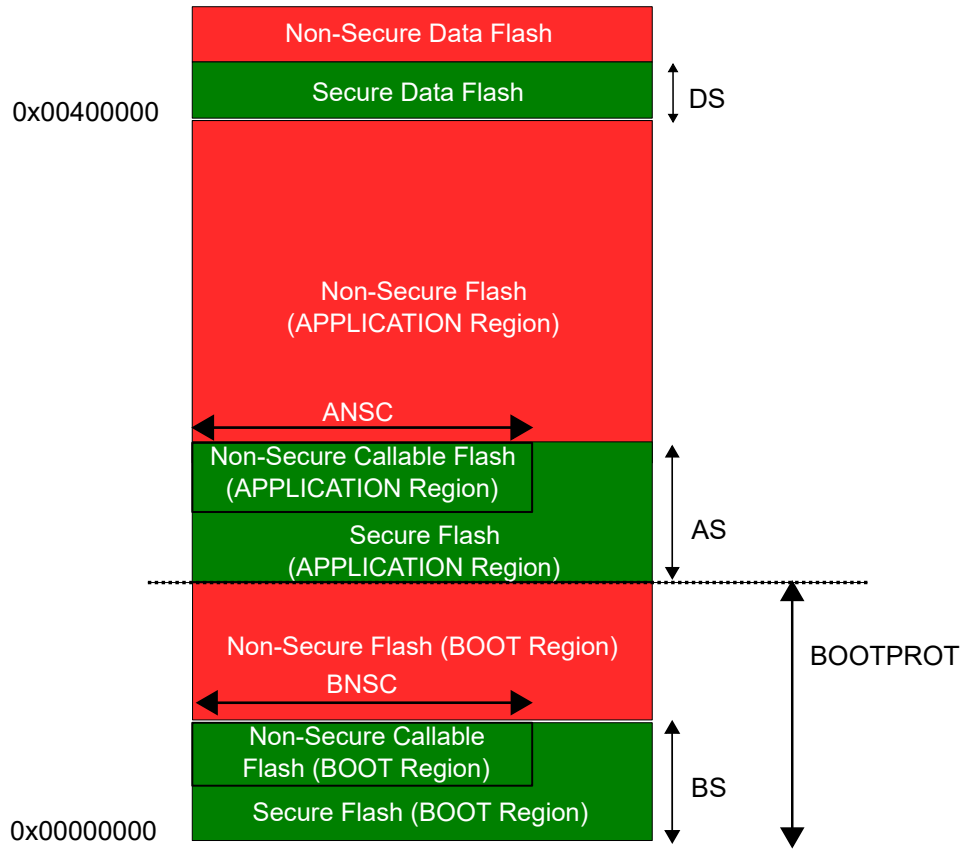 Non-Secure Data Flash
Secure Data Flash
DS
0x00400000
Non-Secure Flash
(APPLICATION Region)
ANSC
Non-Secure Callable Flash
(APPLICATION Region)
AS
Secure Flash
(APPLICATION Region)
Non-Secure Flash (BOOT Region)
BOOTPROT
BNSC
Non-Secure Callable
Flash (BOOT Region)
BS
Secure Flash (BOOT Region)
0x00000000